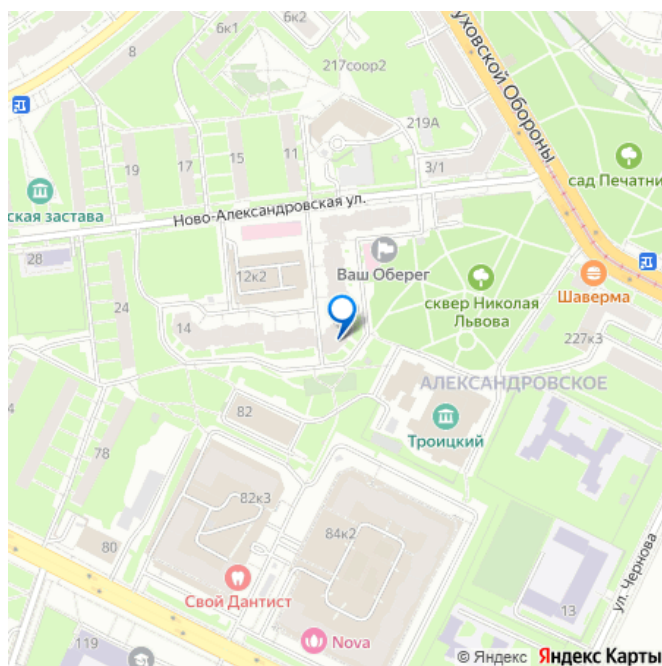 6к1
6к2
8
217соор2
уховской Обороны
219А
3/1
19
17
15
11
сад Печатни
ская застава
Ново-Александровская ул.
28
12к2
Ваш Оберег
сквер Николая
Львова
Шаверма
24
14
227к3
АЛЕКСАНДРОВСКОЕ
4
82
Троицкий
78
82к3
84к2
80
Свой Дантист
13
ул. Чернова
119
Nova
© Яндекс Яндекс Карты